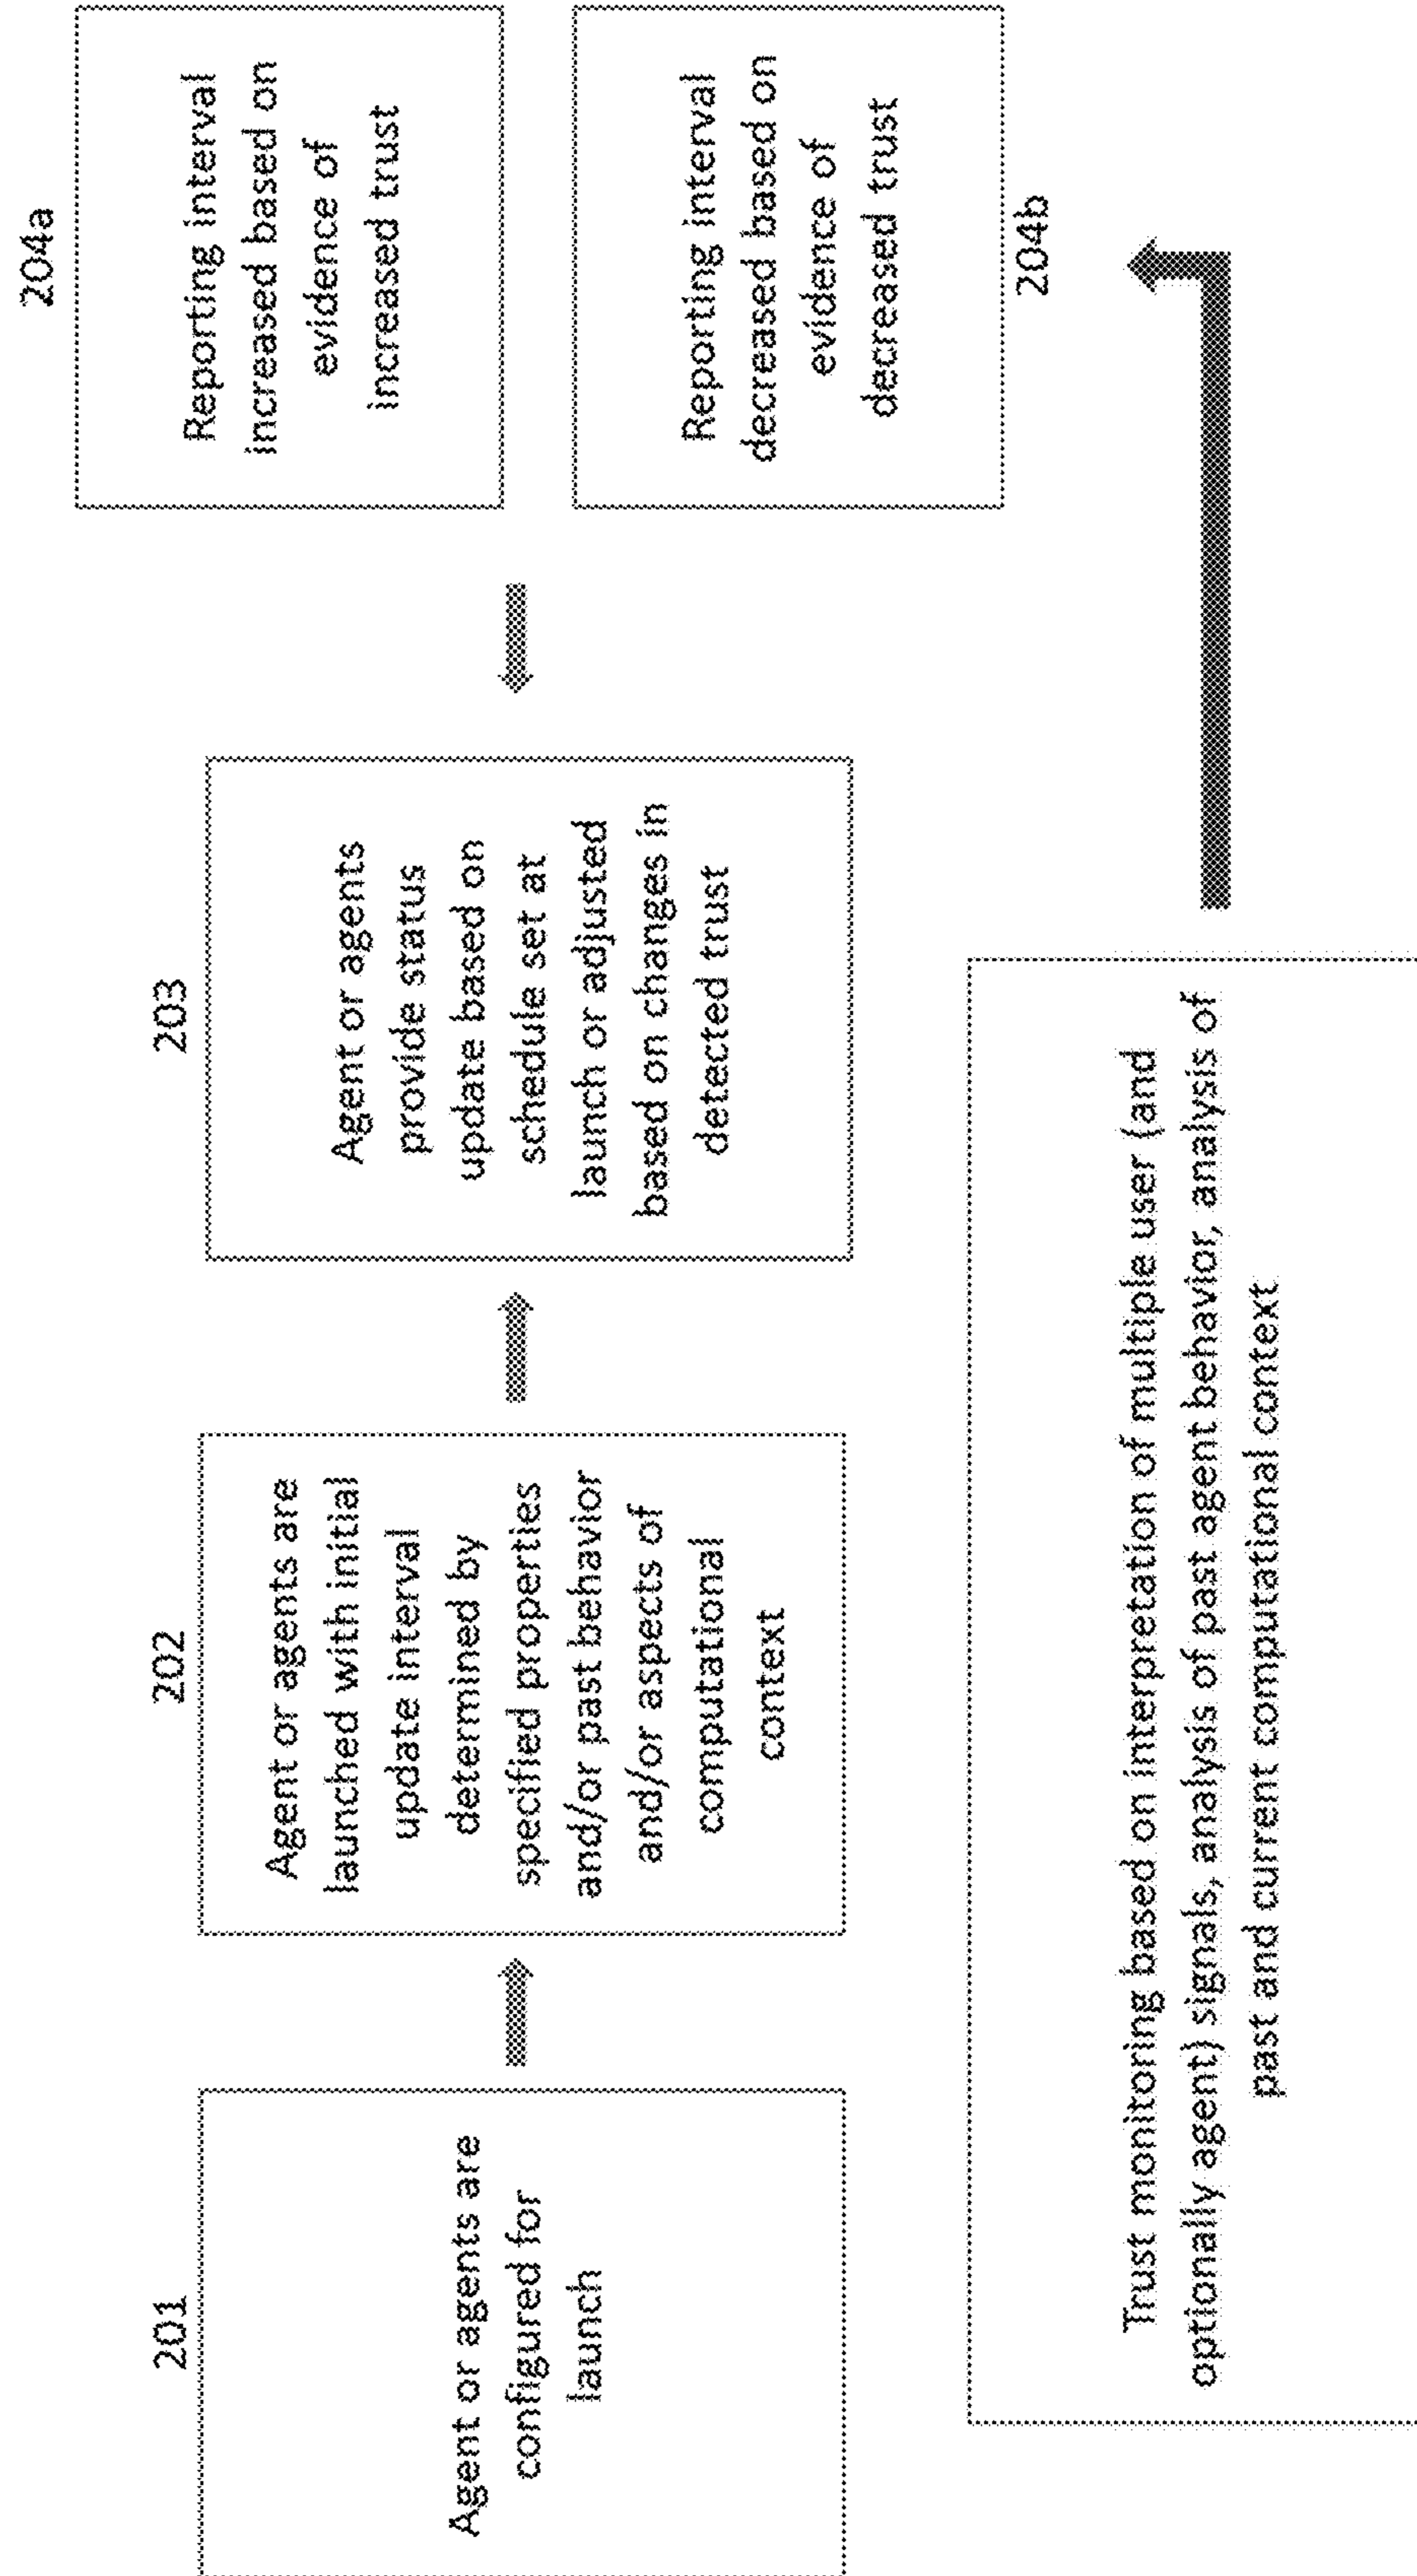 201
Agent or agents are
configured for
launch
202
Agent or agents are
launched with initial
update interval
determined by
specified properties
and/or past behavior
and/or aspects of
computational
context
203
Agent or agents
provide status
update based on
schedule set at
launch or adjusted
based on changes in
detected trust
204a
Reporting interval
increased based on
evidence of
increased trust
Reporting interval
decreased based on
evidence of
decreased trust
204b
Trust monitoring based on interpretation of multiple user (and
optionally agent) signals, analysis of past agent behavior, analysis of
past and current computational context